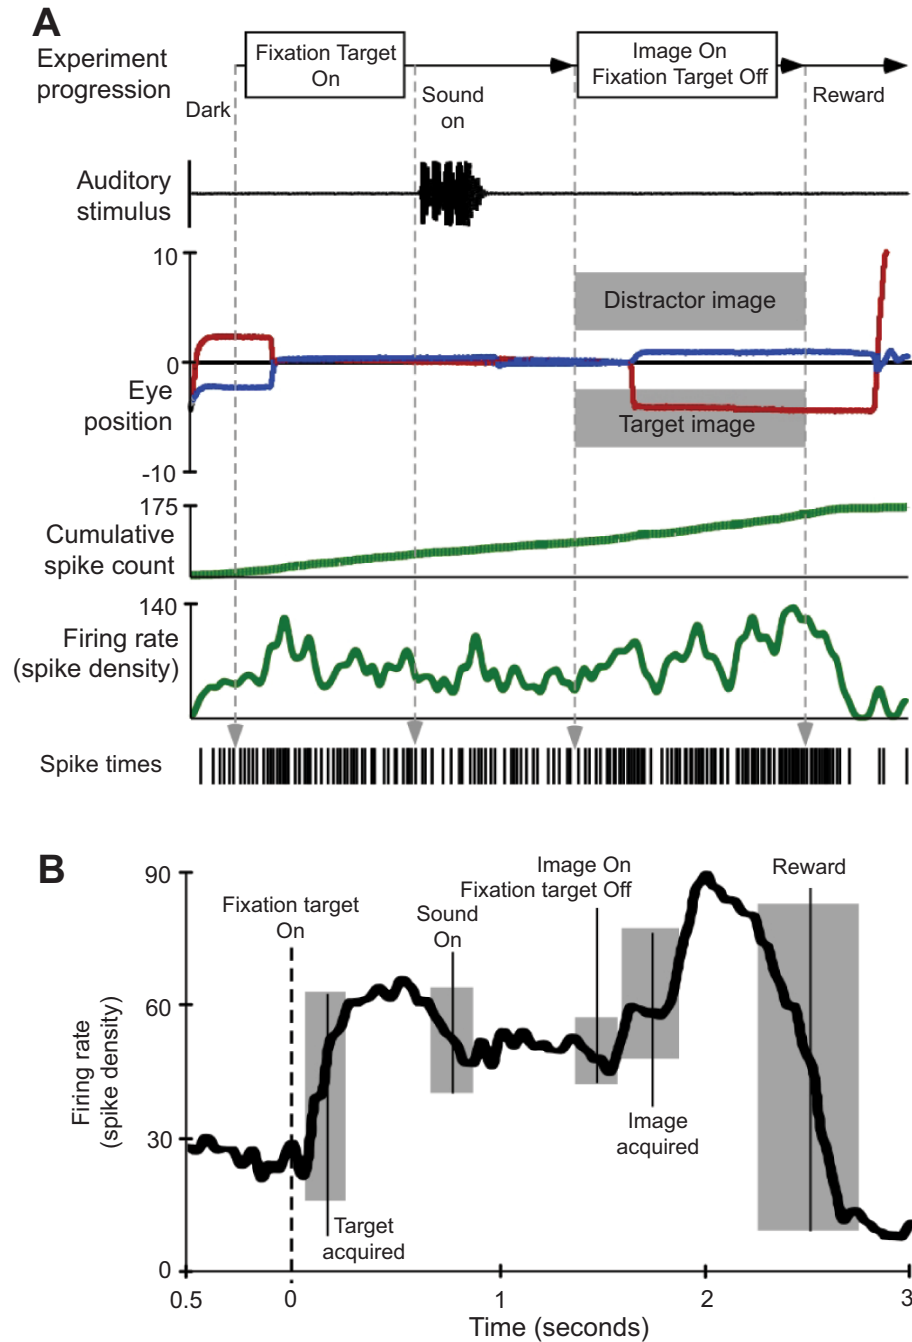 A
Experiment
progression
Fixation Target
On
Image On
Fixation Target Off
Dark
Sound
on
Reward
Auditory
stimulus
10
Distractor image
0
Eye
position
Target image
-10
175
Cumulative
spike count
140
Firing rate
(spike density)
Spike times
B
90
Fixation target
On
Sound
On
Image On
Fixation target Off
Reward
60
Firing rate
(spike density)
30
Image
acquired
Target
acquired
0
0.5
0
1
2
3
Time (seconds)